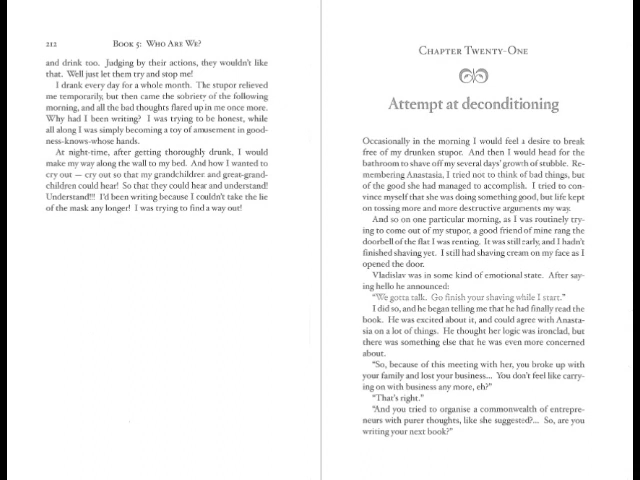 212 Book 5: Who Are We?
and drink too. Judging by their actions, they wouldn't like
that. Well just let them try and stop me!
I drank every day for a whole month. The stupor relieved
me temporarily, but then came the sobriety of the following
morning, and all the bad thoughts flared up in me once more.
Why had I been writing? I was trying to be honest, while
all along I was simply becoming a toy of amusement in good-
ness-knows-whose hands.
At night-time, after getting thoroughly drunk, I would
make my way along the wall to my bed. And how I wanted to
cry out — cry out so that my grandchildren and great-grand-
children could hear! So that they could hear and understand!
Understand!!! I'd been writing because I couldn't take the lie
of the mask any longer! I was trying to find a way out!
Chapter Twenty-One
Attempt at deconditioning
Occasionally in the morning I would feel a desire to break
free of my drunken stupor. And then I would head for the
bathroom to shave off my several days' growth of stubble. Re-
membering Anastasia, I tried not to think of bad things, but
of the good she had managed to accomplish. I tried to con-
vince myself that she was doing something good, but life kept
on tossing more and more destructive arguments my way.
And so on one particular morning, as I was routinely try-
ing to come out of my stupor, a good friend of mine rang the
doorbell of the flat I was renting. It was still early, and I hadn't
finished shaving yet. I still had shaving cream on my face as I
opened the door.
Vladislav was in some kind of emotional state. After say-
ing hello he announced:
"We gotta talk. Go finish your shaving while I start."
I did so, and he began telling me that he had finally read the
book. He was excited about it, and could agree with Anasta-
sia on a lot of things. He thought her logic was ironclad, but
there was something else that he was even more concerned
about.
"So, because of this meeting with her, you broke up with
your family and lost your business... You don't feel like carry-
ing on with business any more, eh?"
"That's right."
"And you tried to organise a commonwealth of entrepre-
neurs with purer thoughts, like she suggested?... So, are you
writing your next book?"